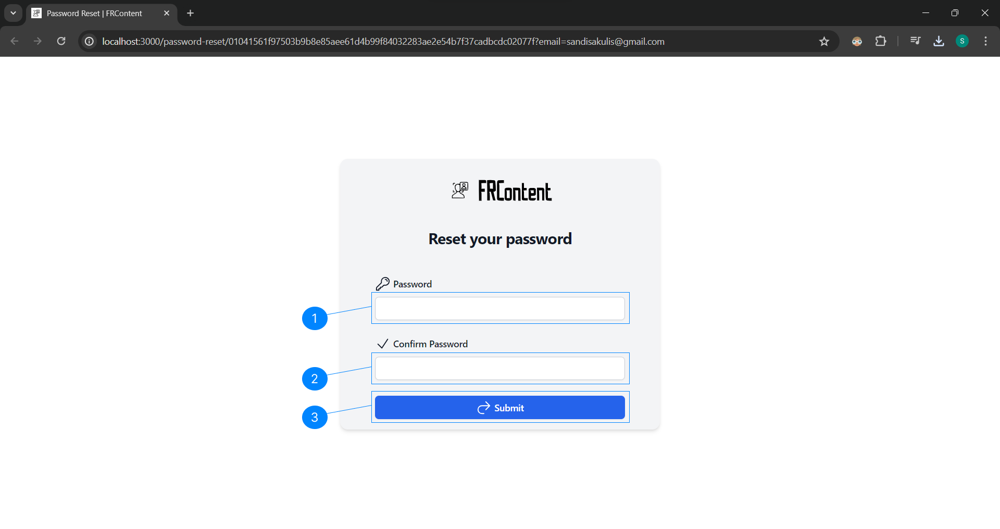 Password Reset | FRContent
localhost:3000/password-reset/01041561f97503b9b8e85aee61d4b99f84032283ae2e54b7f37cadbcdc02077f?email=sandisakulis@gmail.com
S
FRContent
Reset your password
Password
1
Confirm Password
2
Submit
3